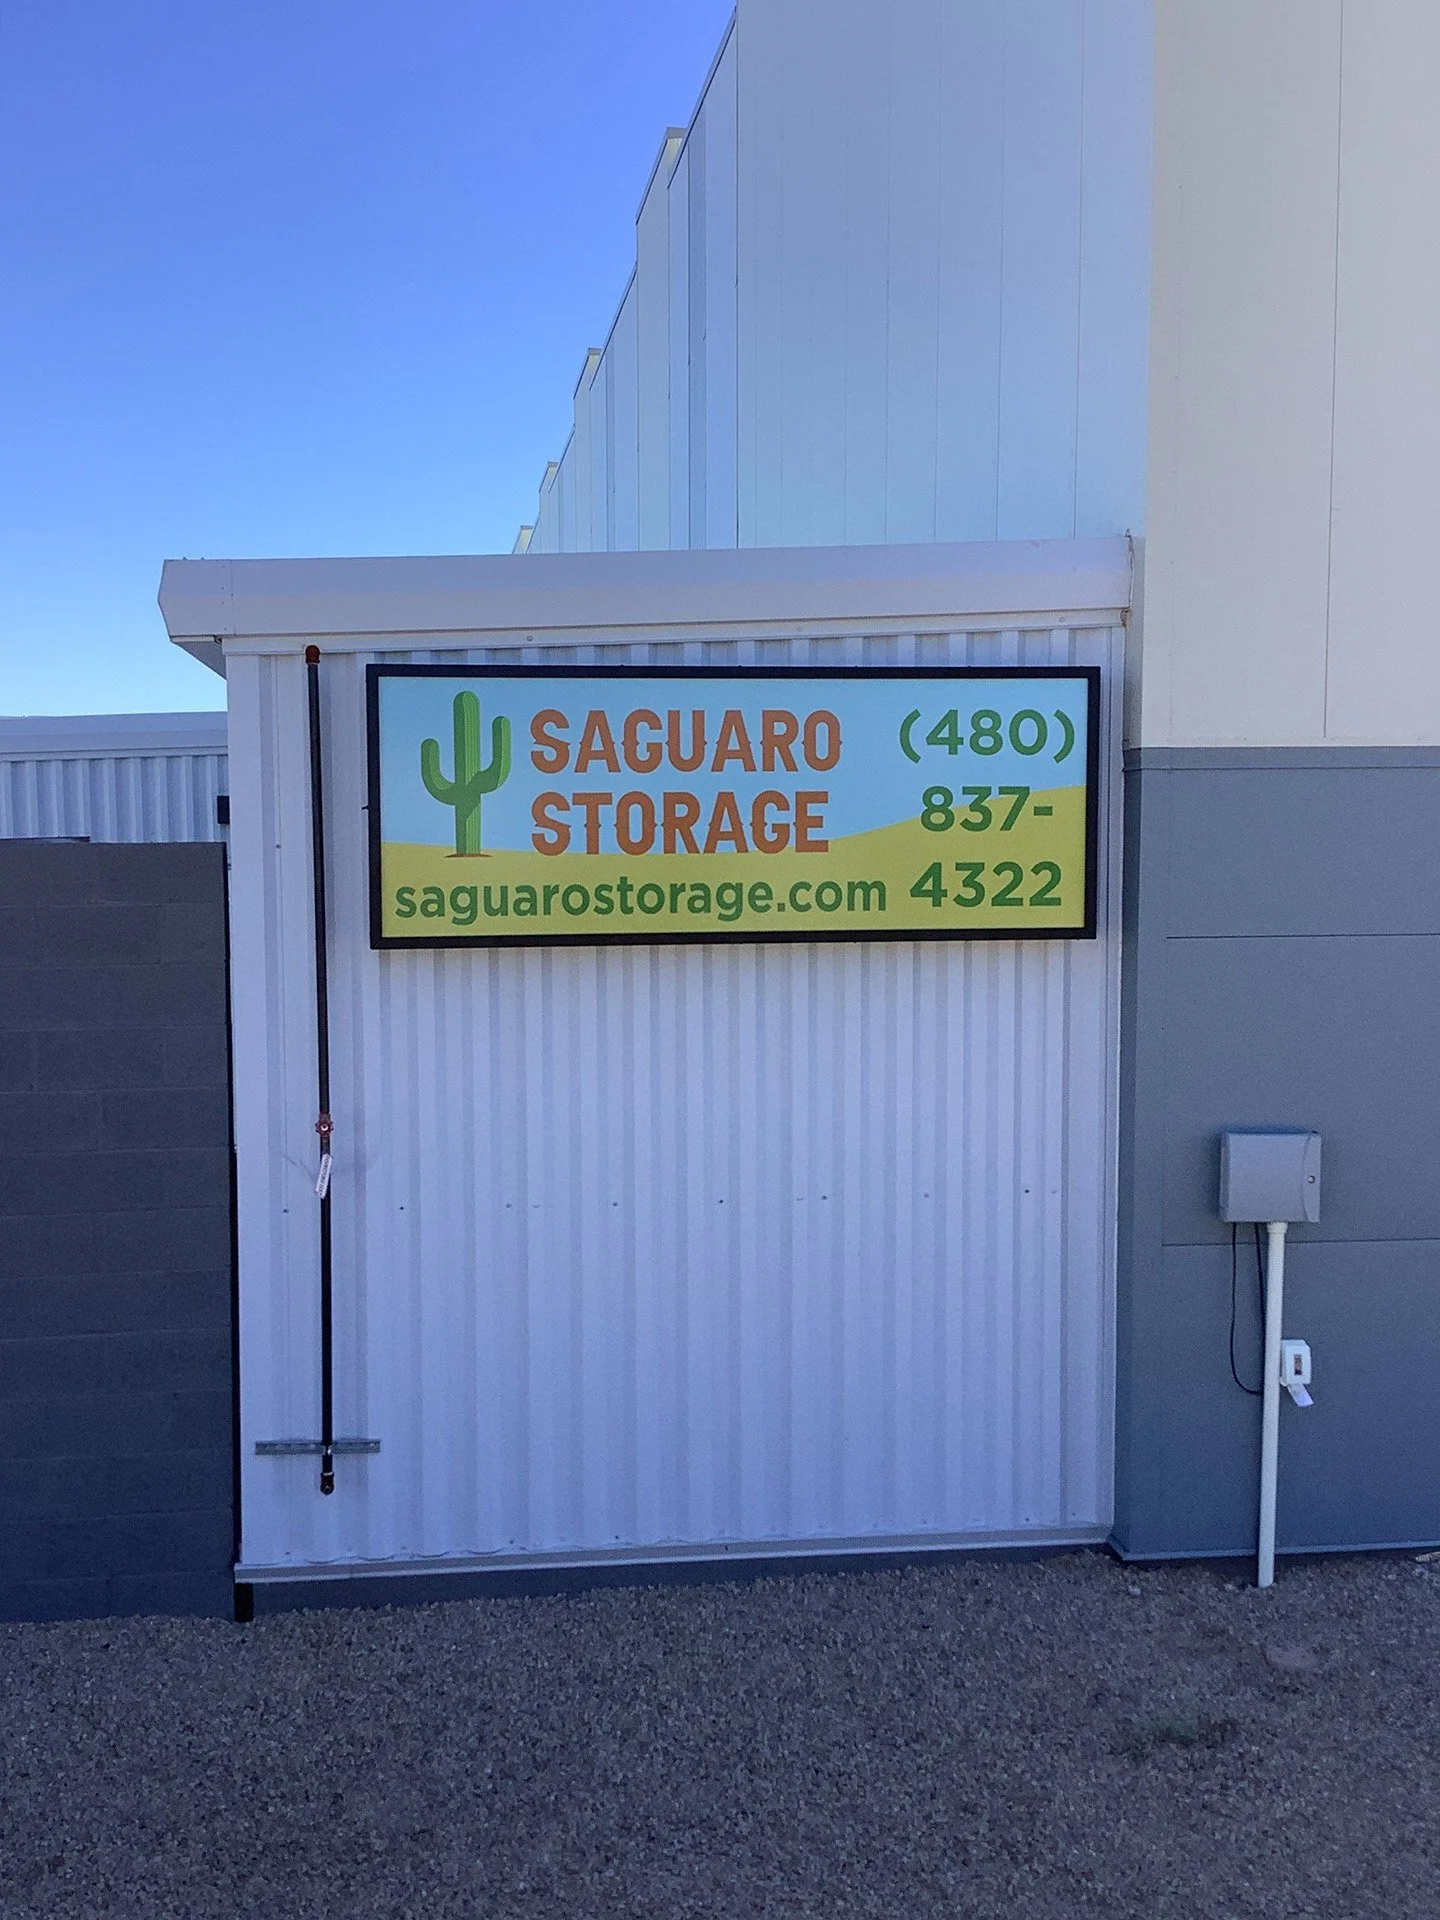 SAGUARO
STORAGE
saguarostorage.com
(480)
837-
4322